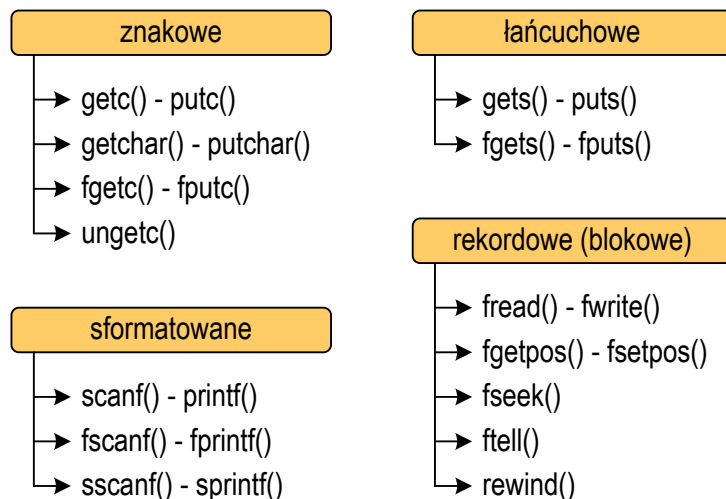 znakowe
getc() - putc()
getchar() - putchar()
fgetc() - fputc()
ungetc()
sformatowane
scanf() - printf()
fscanf() - fprintf()
sscanf() - sprintf()
łańcuchowe
gets() - puts()
fgets() - fputs()
rekordowe (blokowe)
fread() - fwrite()
fgetpos() - fsetpos()
fseek()
ftell()
rewind()